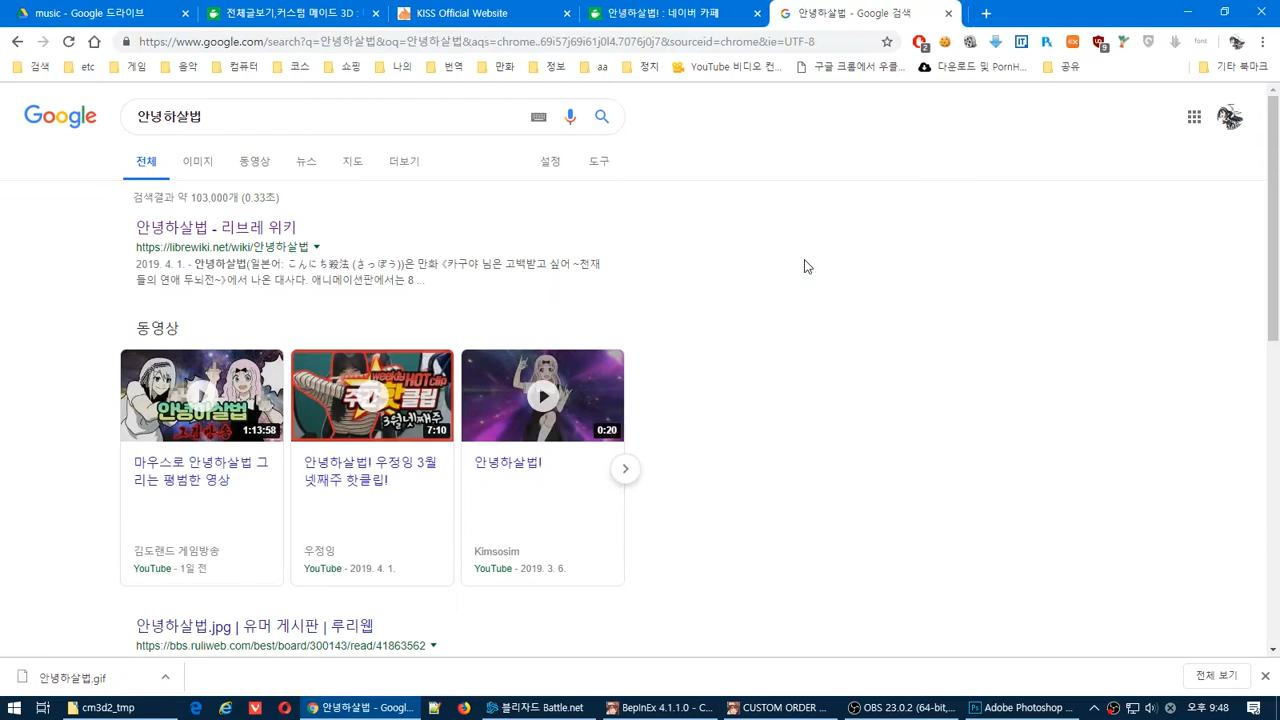 music - Google 드라이브
전체글보기,커스텀 메이드 3D :
KISS Official Website
안녕하살법! : 네이버 카페
안녕하살법 - Google 검색
https://www.google.com/search?q=안녕하살법&oq=안녕하살법&aqs=chrome..69i57j69i61j0l4.7076j0j7&sourceid=chrome&ie=UTF-8
검색 etc 게임 음악 컴퓨터 코스 쇼핑 나눔 번역 만화 정보 aa 정지 YouTube 비디오 컨... 구글 크롬에서 우클... 다운로드 및 PornH... 공유 기타 북마크
Google
안녕하살법
전체 이미지 동영상 뉴스 지도 더보기 설정 도구
검색결과 약 103,000개 (0.33초)
안녕하살법 - 리브레 위키
https://librewiki.net/wiki/안녕하살법
2019. 4. 1. - 안녕하살법(일본어: こんにち殺法 (さっぽう))은 만화 《카구야 님은 고백받고 싶어 ~천재
들의 연애 두뇌전~》에서 나온 대사다. 애니메이션판에서는 8 ...
동영상
안녕하살법
그림방송
1:13:58
weekly HOT clip
주간핫클립
3월넷째주
7:10
0:20
마우스로 안녕하살법 그
리는 평범한 영상
김도랜드 게임방송
YouTube - 1일 전
안녕하살법! 우정잉 3월
넷째주 핫클립!
우정잉
YouTube - 2019. 4. 1.
안녕하살법!
Kimsosim
YouTube - 2019. 3. 6.
안녕하살법.jpg | 유머 게시판 | 루리웹
https://bbs.ruliweb.com/best/board/300143/read/41863562
안녕하살법.gif
전체 보기
cm3d2_tmp
안녕하살법 - Googl...
블리자드 Battle.net
BepInEx 4.1.1.0 - C...
CUSTOM ORDER ...
OBS 23.0.2 (64-bit,...
Adobe Photoshop ...
오후 9:48